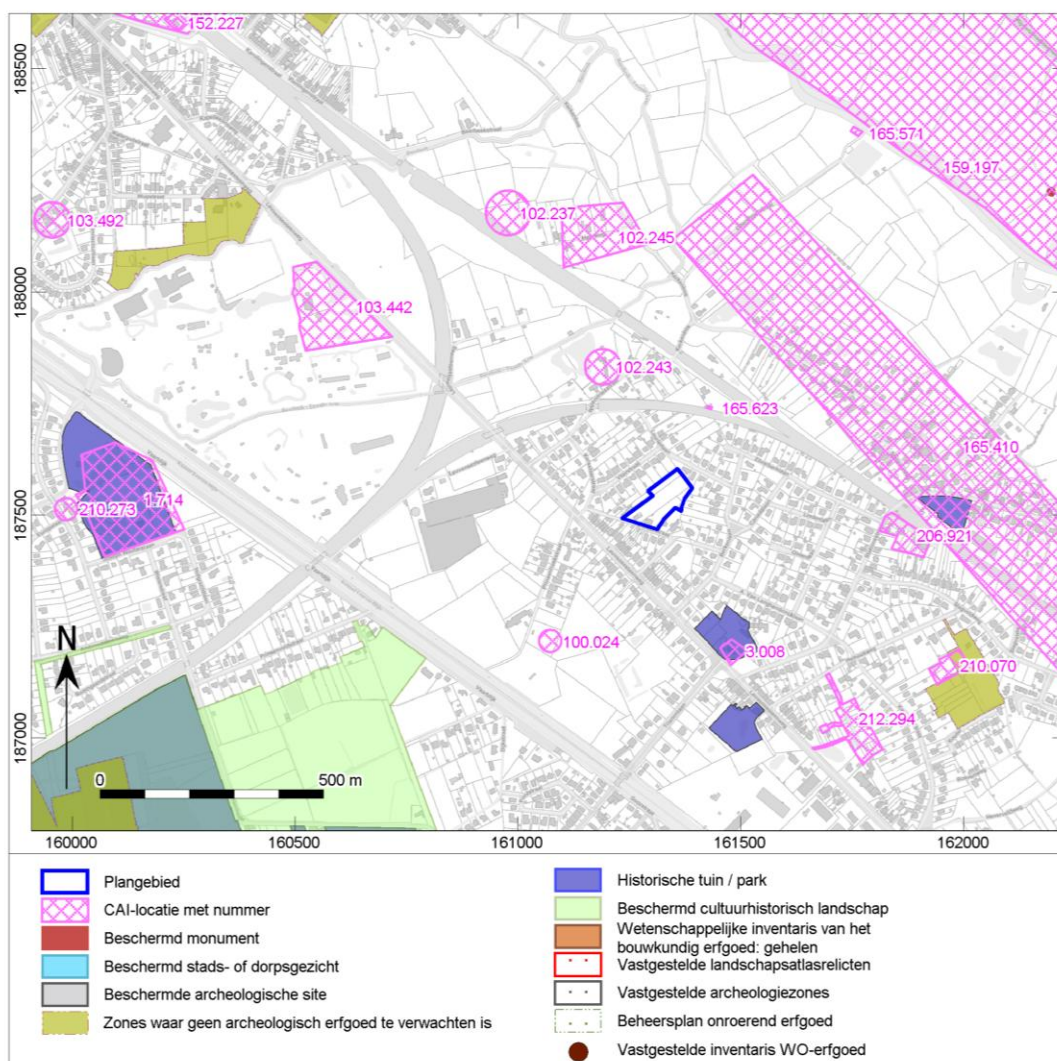 152.227
188500
165.571
159.197
103.492
102.237
102.245
188000
103.442
102.243
165.623
165.410
1.714
210.273
187500
206.921
100.024
3.008
N
210.070
212.294
187000
0 500 m
160000 160500 161000 161500 162000
Plangebied
CAI-locatie met nummer
Beschermd monument
Beschermd stads- of dorpsgezicht
Beschermde archeologische site
Zones waar geen archeologisch erfgoed te verwachten is
Historische tuin / park
Beschermd cultuurhistorisch landschap
Wetenschappelijke inventaris van het
bouwkundig erfgoed: gehelen
Vastgestelde landschapsatlasrelicten
Vastgestelde archeologiezones
Beheersplan onroerend erfgoed
Vastgestelde inventaris WO-erfgoed